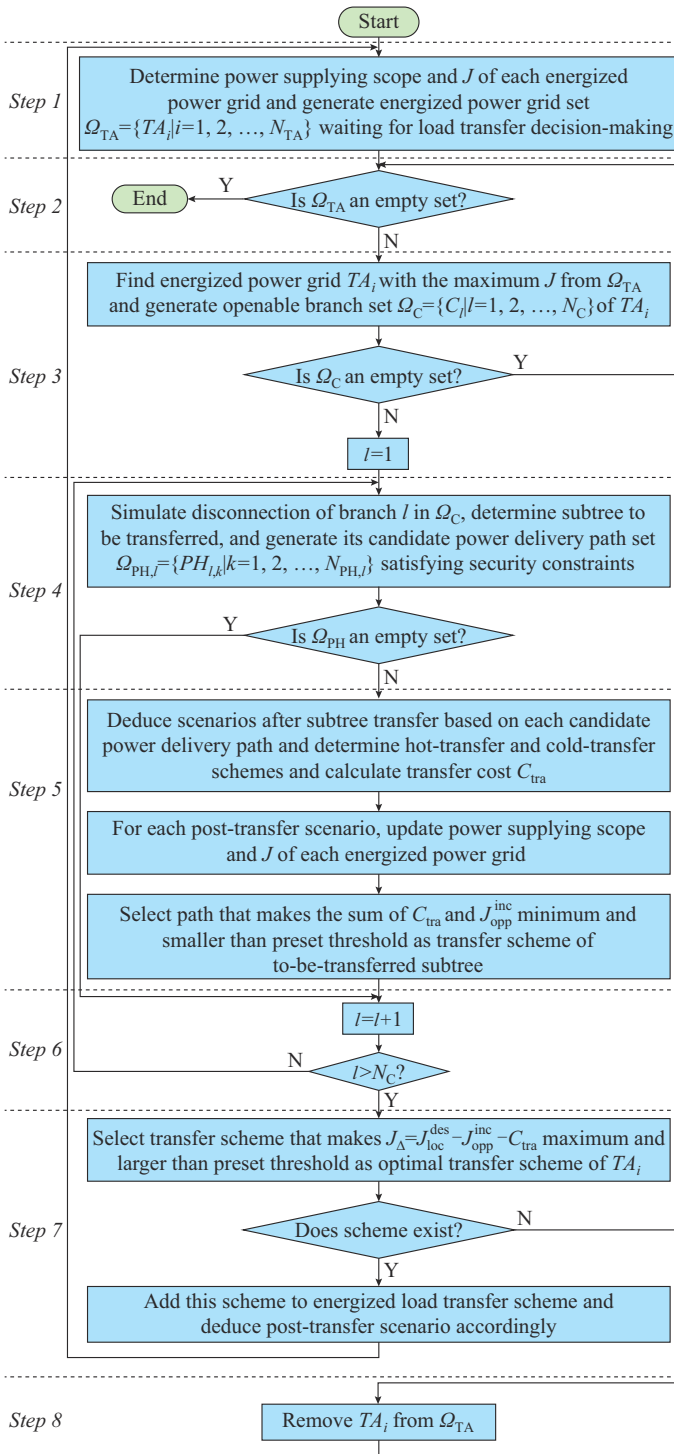 Start
Step 1
Determine power supplying scope and J of each energized
power grid and generate energized power grid set
Ω_TA={TA_i|i=1, 2, …, N_TA} waiting for load transfer decision-making
Step 2
End
Y
Is Ω_TA an empty set?
N
Step 3
Find energized power grid TA_i with the maximum J from Ω_TA
and generate openable branch set Ω_C={C_l|l=1, 2, …, N_C} of TA_i
Is Ω_C an empty set?
Y
N
l=1
Step 4
Simulate disconnection of branch l in Ω_C, determine subtree to
be transferred, and generate its candidate power delivery path set
Ω_PH,l={PH_l,k|k=1, 2, …, N_PH,l} satisfying security constraints
Y
Is Ω_PH an empty set?
N
Step 5
Deduce scenarios after subtree transfer based on each candidate
power delivery path and determine hot-transfer and cold-transfer
schemes and calculate transfer cost C_tra
For each post-transfer scenario, update power supplying scope
and J of each energized power grid
Select path that makes the sum of C_tra and J_opp^inc minimum and
smaller than preset threshold as transfer scheme of
to-be-transferred subtree
Step 6
l=l+1
N
l>N_C?
Y
Step 7
Select transfer scheme that makes J_Δ=J_loc^des−J_opp^inc−C_tra maximum and
larger than preset threshold as optimal transfer scheme of TA_i
Does scheme exist?
N
Y
Add this scheme to energized load transfer scheme and
deduce post-transfer scenario accordingly
Step 8
Remove TA_i from Ω_TA